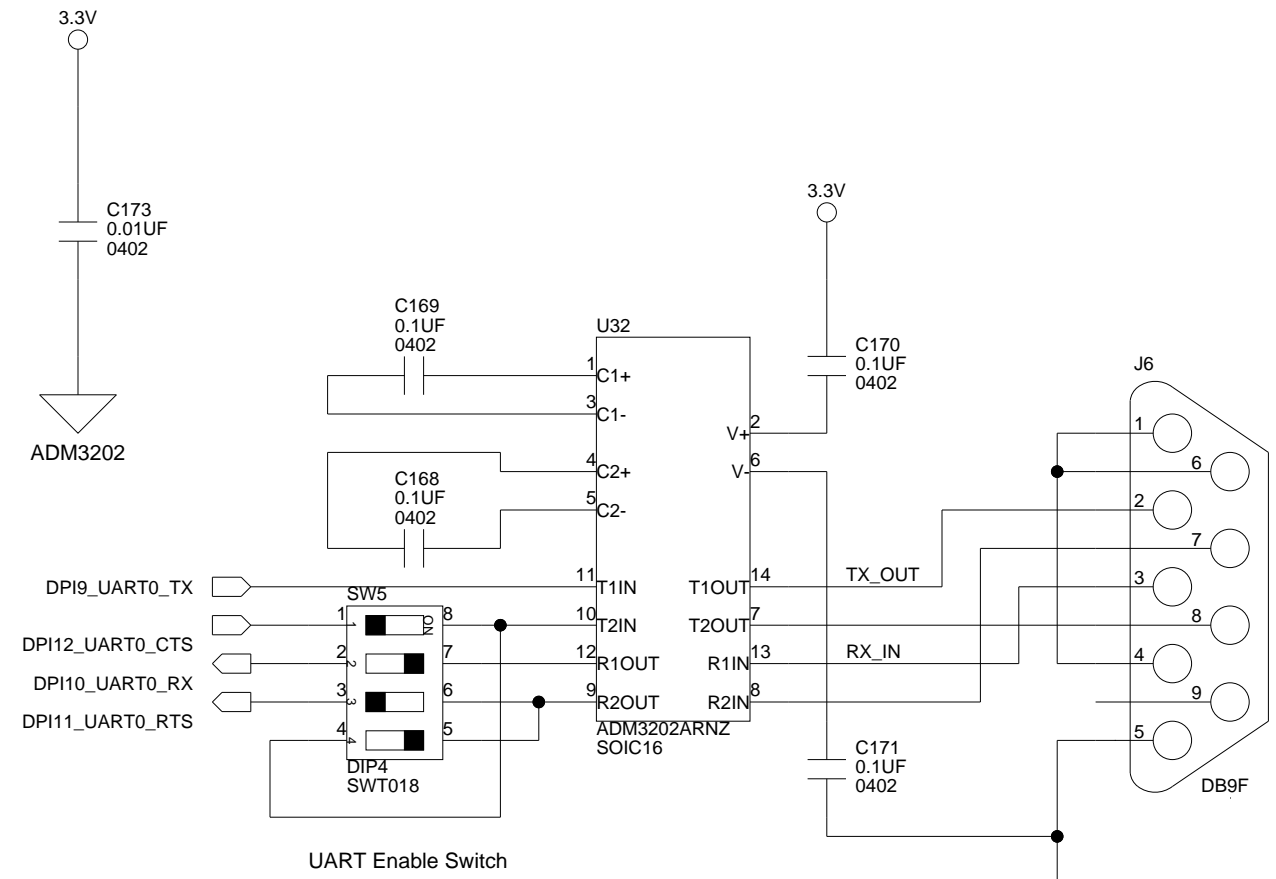 3.3V
C173
0.01UF
0402
ADM3202
3.3V
C169
0.1UF
0402
U32
C170
0.1UF
0402
J6
1
C1+
3
C1-
2
V+
6
V-
4
C2+
5
C2-
C168
0.1UF
0402
1
6
2
7
3
8
4
9
5
DPI9_UART0_TX
11
T1IN
T1OUT
14
TX_OUT
SW5
1
1
ON
8
10
T2IN
T2OUT
7
DPI12_UART0_CTS
2
2
7
12
R1OUT
R1IN
13
RX_IN
DPI10_UART0_RX
3
3
6
9
R2OUT
R2IN
8
DPI11_UART0_RTS
4
4
5
ADM3202ARNZ
SOIC16
DIP4
SWT018
C171
0.1UF
0402
DB9F
UART Enable Switch